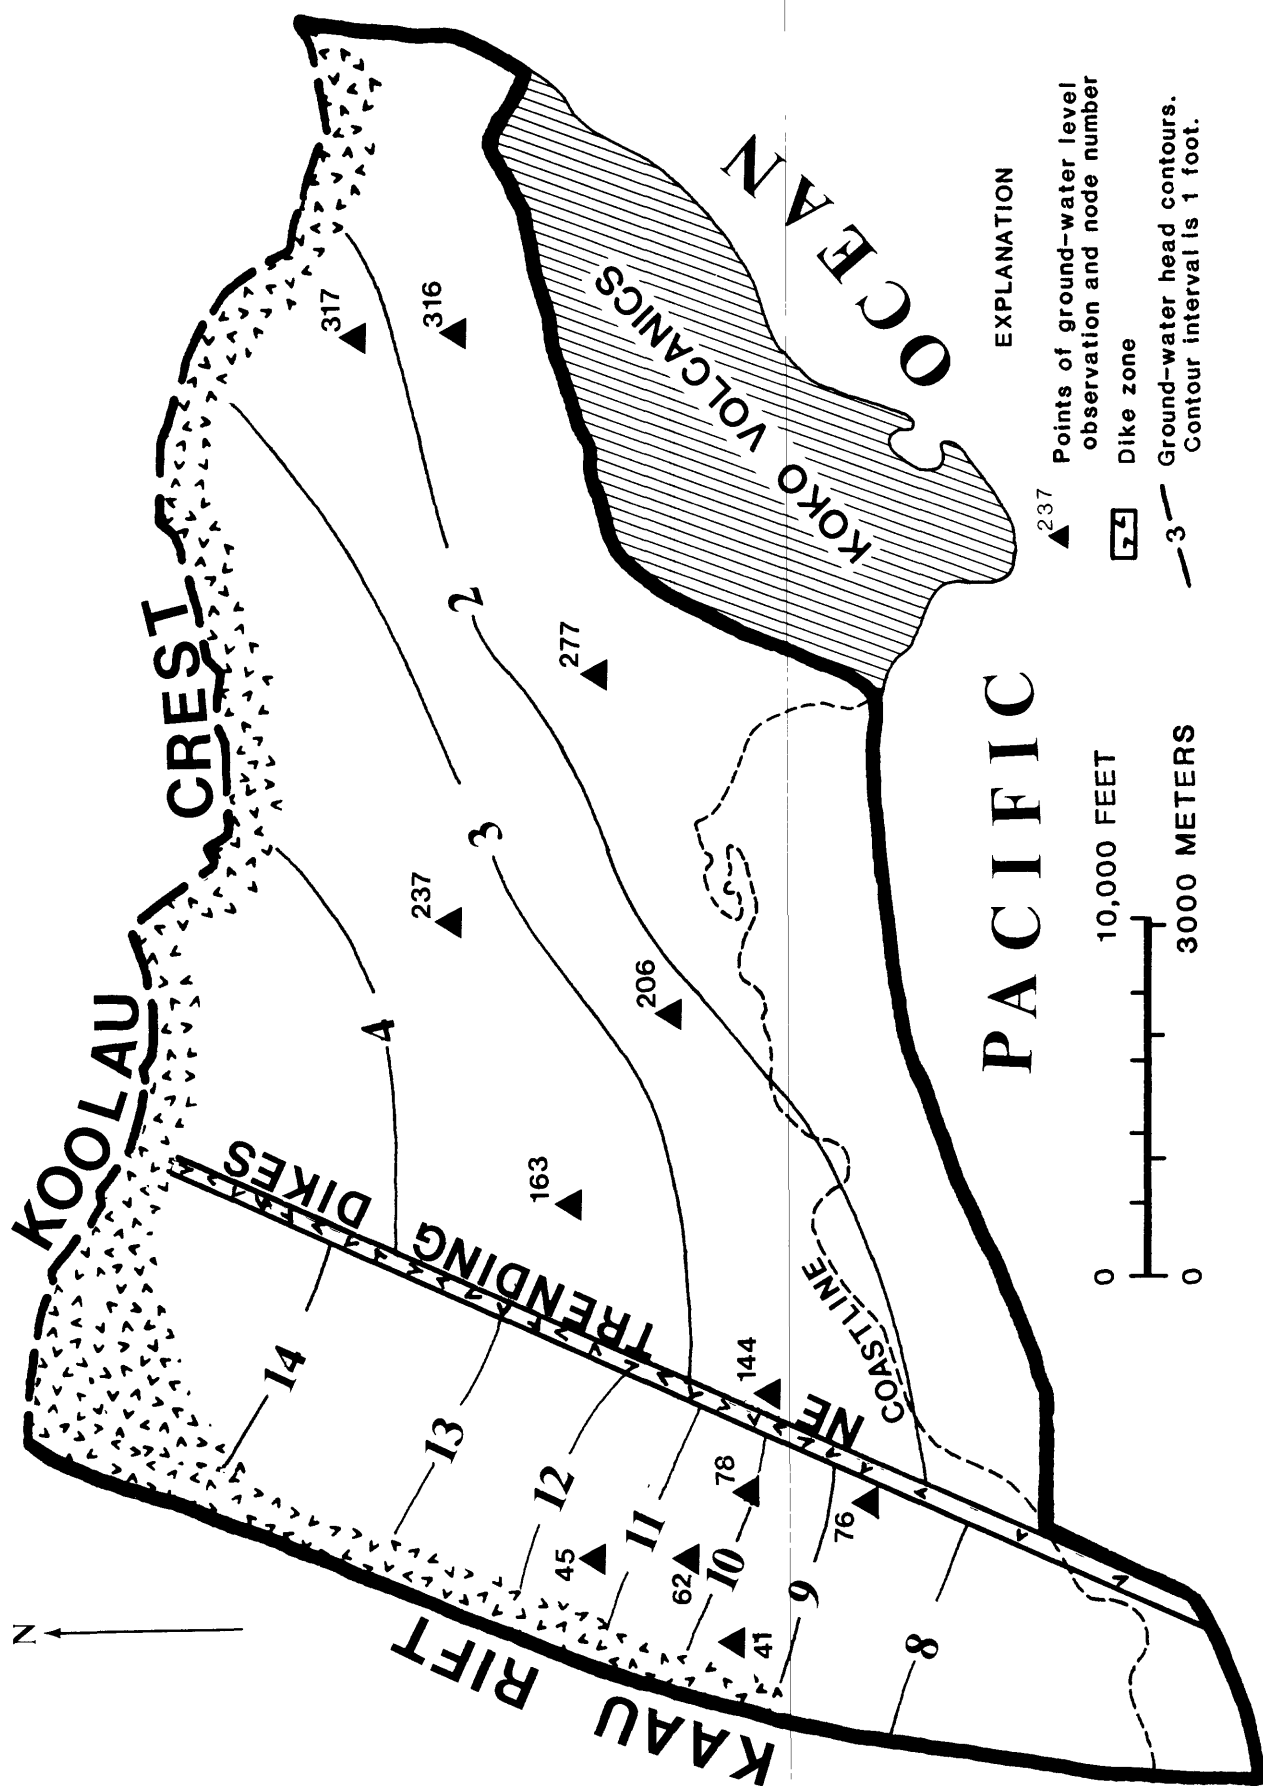 N
KOOLAU CREST
KAAU RIFT
NE TRENDING DIKES
14
13
12
11
10
9
8
4
3
2
45
62
41
78
76
144
163
206
237
277
316
317
COASTLINE
KOKO VOLCANICS
PACIFIC OCEAN
EXPLANATION
237
Points of ground-water level
observation and node number
Dike zone
3
Ground-water head contours.
Contour interval is 1 foot.
0
10,000 FEET
0
3000 METERS